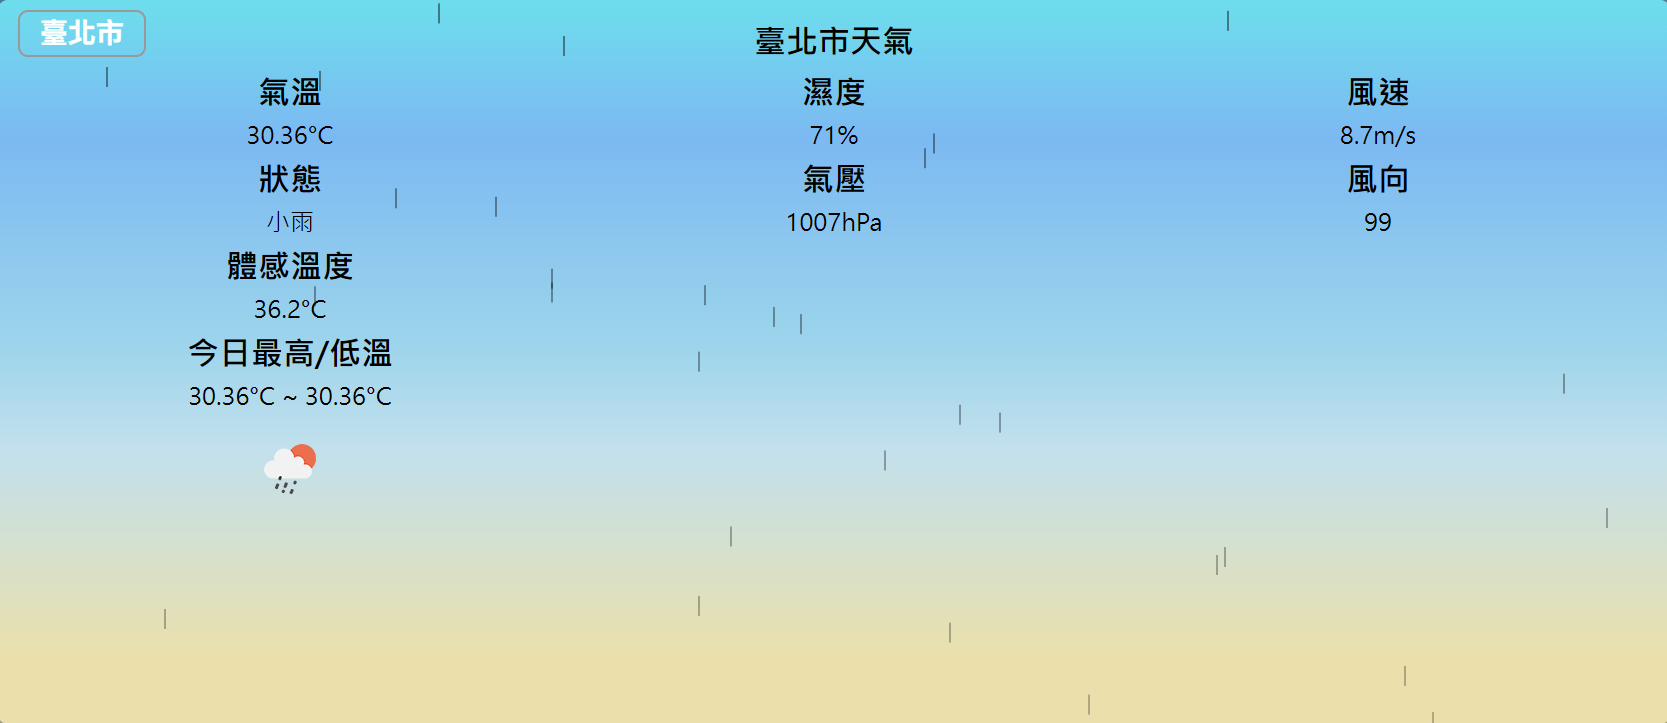 臺北市
臺北市天氣
氣溫
30.36°C
狀態
小雨
體感溫度
36.2°C
今日最高/低溫
30.36°C ~ 30.36°C
濕度
71%
氣壓
1007hPa
風速
8.7m/s
風向
99